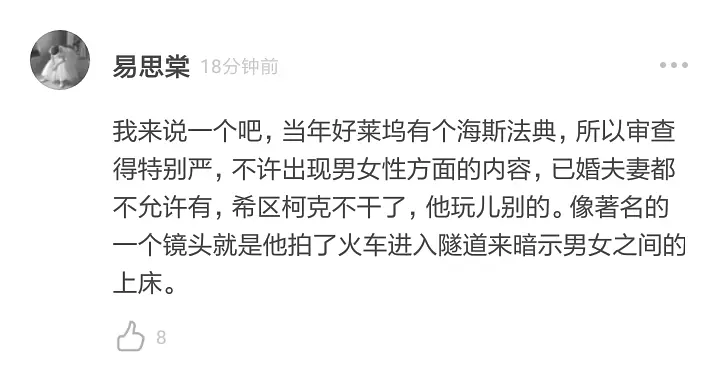 易思棠 18分钟前
我来说一个吧，当年好莱坞有个海斯法典，所以审查
得特别严，不许出现男女性方面的内容，已婚夫妻都
不允许有，希区柯克不干了，他玩儿别的。像著名的
一个镜头就是他拍了火车进入隧道来暗示男女之间的
上床。
8